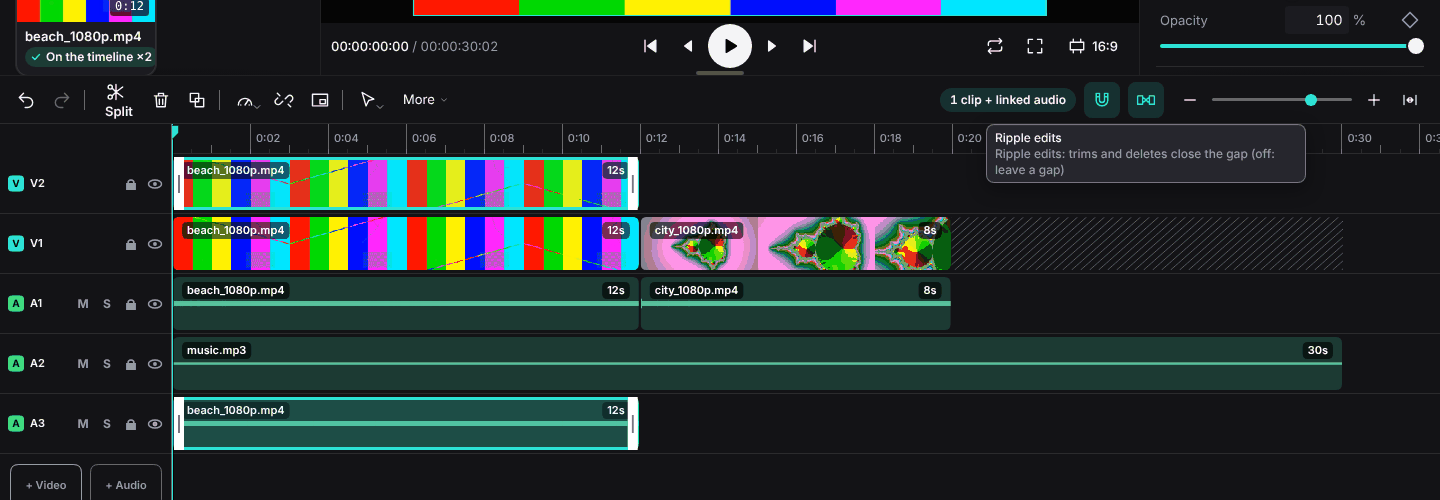 0:12
beach_1080p.mp4
On the timeline ×2
00:00:00:00 / 00:00:30:02
16:9
Opacity
100 %
Split
More
1 clip + linked audio
0:02 0:04 0:06 0:08 0:10 0:12 0:14 0:16 0:18 0:20 0:30
Ripple edits
Ripple edits: trims and deletes close the gap (off:
leave a gap)
V V2
beach_1080p.mp4 12s
V V1
beach_1080p.mp4 12s city_1080p.mp4 8s
A A1 M S
beach_1080p.mp4 12s city_1080p.mp4 8s
A A2 M S
music.mp3 30s
A A3 M S
beach_1080p.mp4 12s
+ Video + Audio